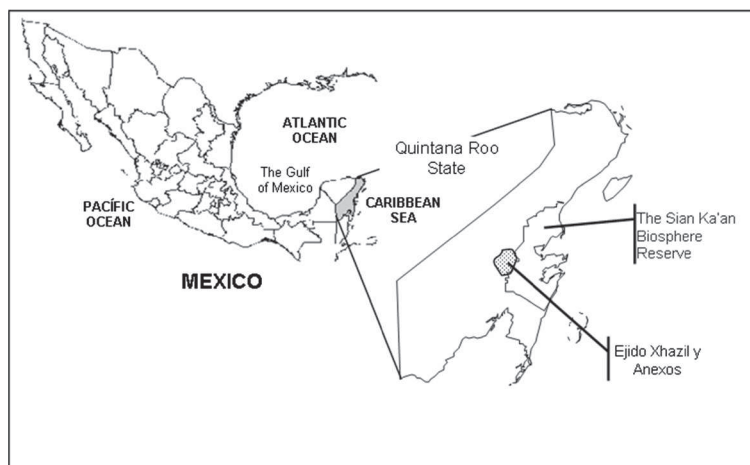 ATLANTIC
OCEAN
The Gulf
of Mexico
PACÍFIC
OCEAN
CARIBBEAN
SEA
MEXICO
Quintana Roo
State
The Sian Ka'an
Biosphere
Reserve
Ejido Xhazil y
Anexos